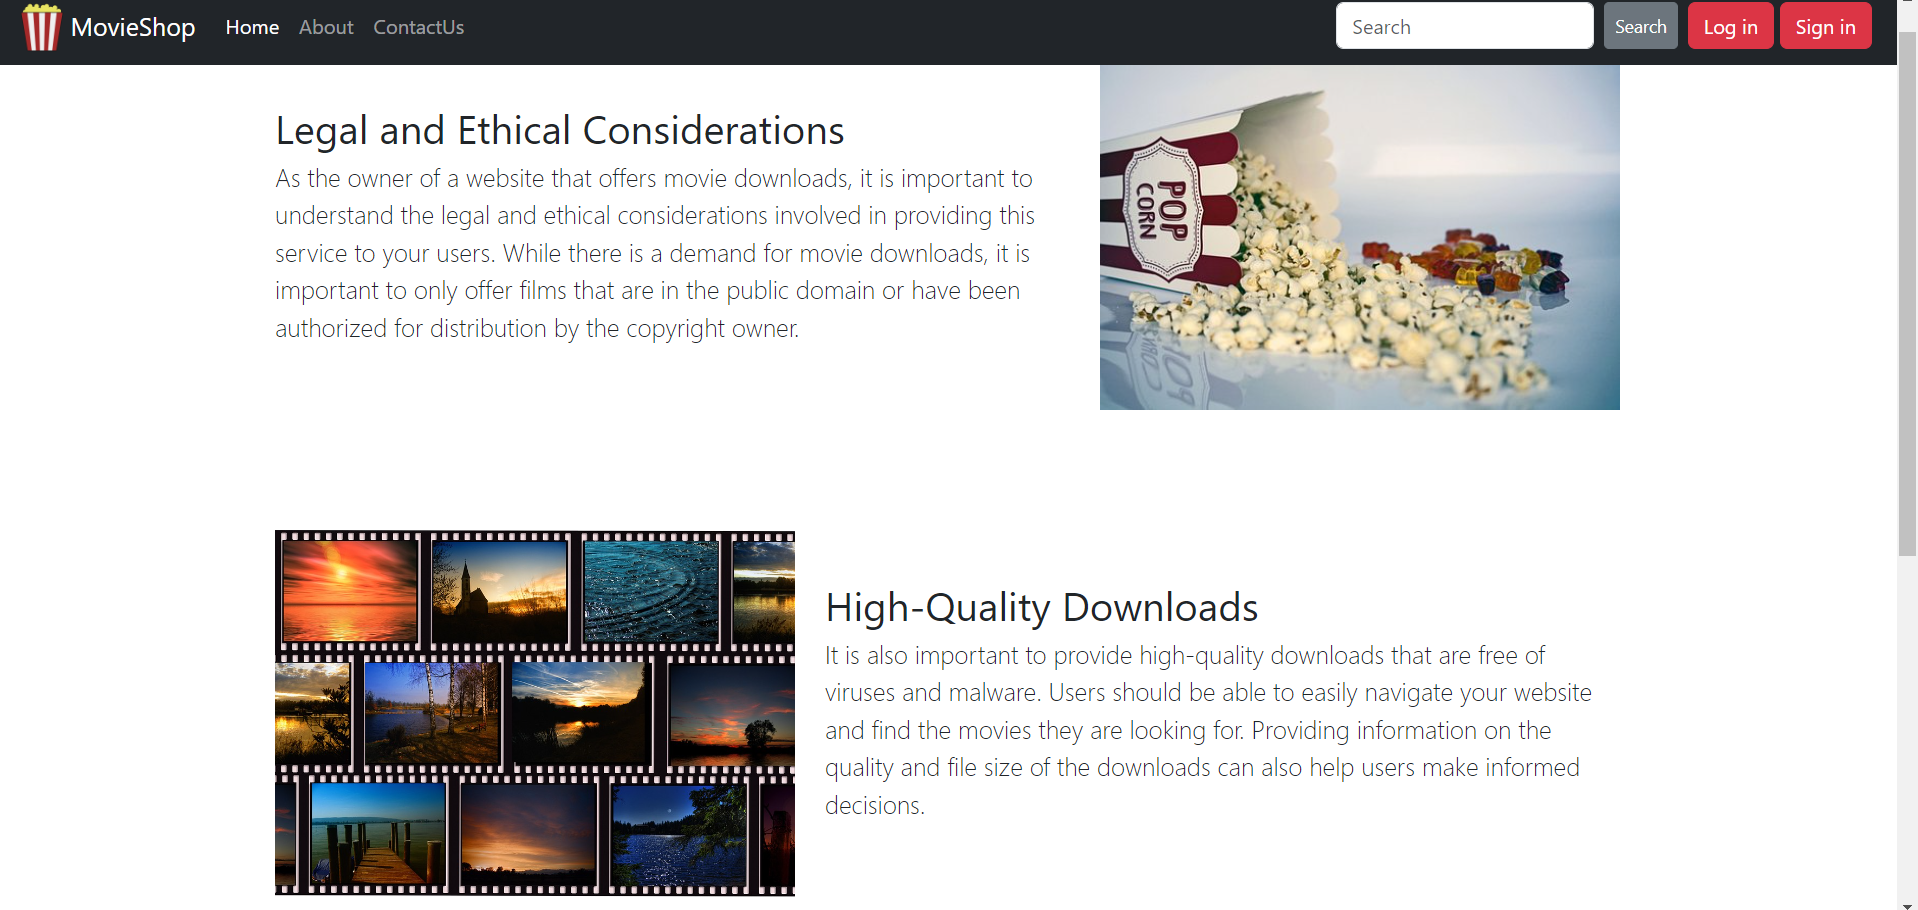 MovieShop Home About ContactUs Search Search Log in Sign in
Legal and Ethical Considerations
As the owner of a website that offers movie downloads, it is important to
understand the legal and ethical considerations involved in providing this
service to your users. While there is a demand for movie downloads, it is
important to only offer films that are in the public domain or have been
authorized for distribution by the copyright owner.
POP
CORN
High-Quality Downloads
It is also important to provide high-quality downloads that are free of
viruses and malware. Users should be able to easily navigate your website
and find the movies they are looking for. Providing information on the
quality and file size of the downloads can also help users make informed
decisions.